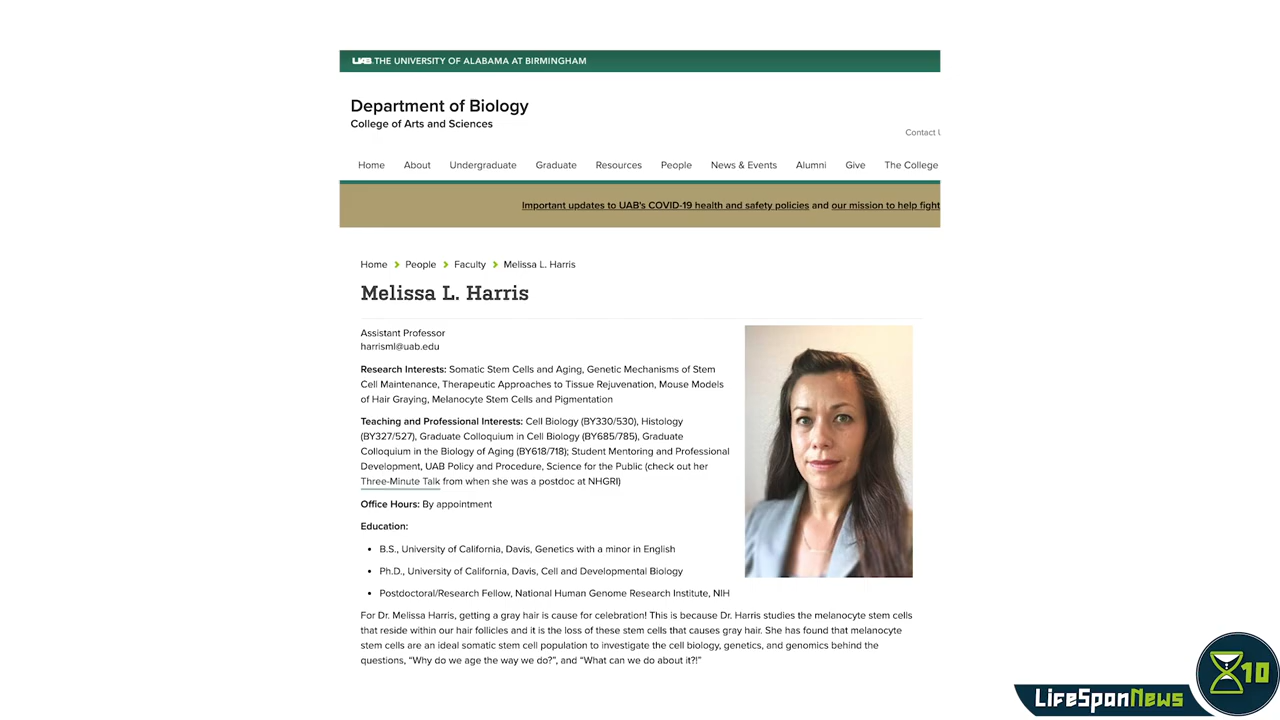 UAB THE UNIVERSITY OF ALABAMA AT BIRMINGHAM
Department of Biology
College of Arts and Sciences
Contact
Home About Undergraduate Graduate Resources People News & Events Alumni Give The College
Important updates to UAB's COVID-19 health and safety policies and our mission to help fight
Home People Faculty Melissa L. Harris
Melissa L. Harris
Assistant Professor
harrisml@uab.edu
Research Interests: Somatic Stem Cells and Aging, Genetic Mechanisms of Stem
Cell Maintenance, Therapeutic Approaches to Tissue Rejuvenation, Mouse Models
of Hair Graying, Melanocyte Stem Cells and Pigmentation
Teaching and Professional Interests: Cell Biology (BY330/530), Histology
(BY327/527), Graduate Colloquium in Cell Biology (BY685/785), Graduate
Colloquium in the Biology of Aging (BY618/718); Student Mentoring and Professional
Development, UAB Policy and Procedure, Science for the Public (check out her
Three-Minute Talk from when she was a postdoc at NHGRI)
Office Hours: By appointment
Education:
• B.S., University of California, Davis, Genetics with a minor in English
• Ph.D., University of California, Davis, Cell and Developmental Biology
• Postdoctoral/Research Fellow, National Human Genome Research Institute, NIH
For Dr. Melissa Harris, getting a gray hair is cause for celebration! This is because Dr. Harris studies the melanocyte stem cells
that reside within our hair follicles and it is the loss of these stem cells that causes gray hair. She has found that melanocyte
stem cells are an ideal somatic stem cell population to investigate the cell biology, genetics, and genomics behind the
questions, “Why do we age the way we do?”, and “What can we do about it?!”
LifeSpanNews
10